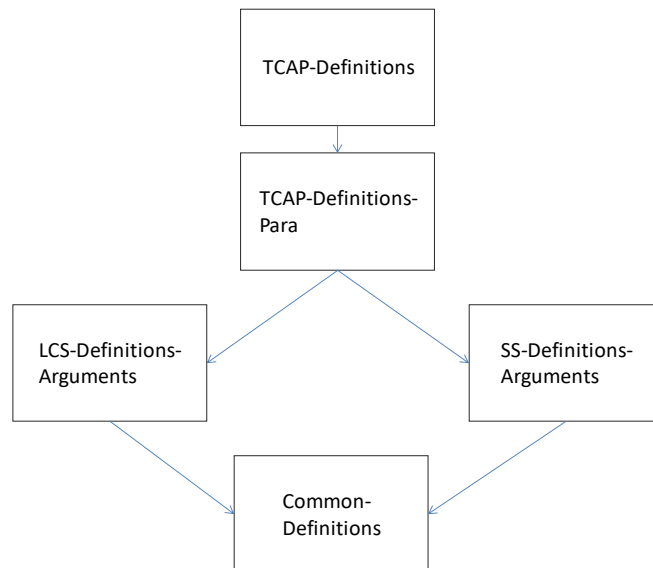 TCAP-Definitions
TCAP-Definitions-
Para
LCS-Definitions-
Arguments
SS-Definitions-
Arguments
Common-
Definitions